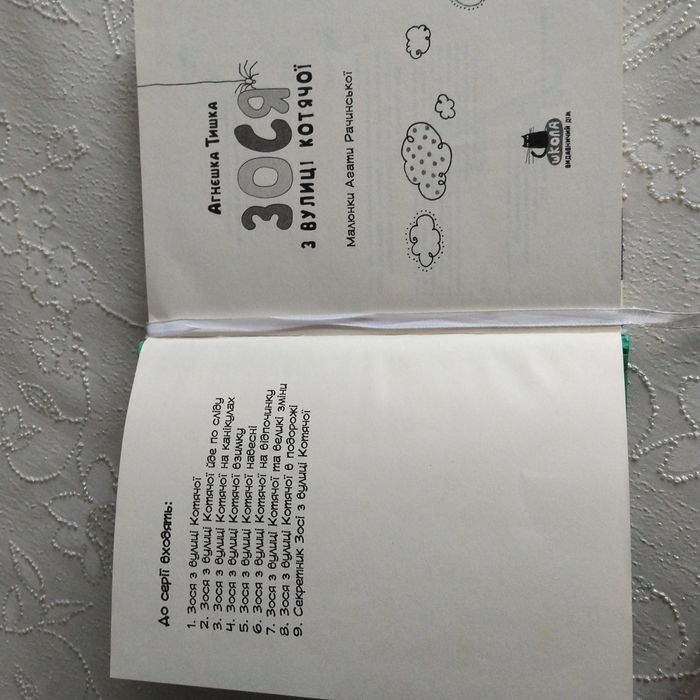 До серії входять:
1. Зося з вулиці Котячої
2. Зося з вулиці Котячої йде по сліду
3. Зося з вулиці Котячої на канікулах
4. Зося з вулиці Котячої взимку
5. Зося з вулиці Котячої навесні
6. Зося з вулиці Котячої на відпочинку
7. Зося з вулиці Котячої та великі зміни
8. Зося з вулиці Котячої в подорожі
9. Секретник Зосі з вулиці Котячої
Агнєшка Тишка
ЗОСЯ
З ВУЛИЦІ КОТЯЧОЇ
Малюнки Агати Рачинської
ШКОЛА
ВИДАВНИЧИЙ ДІМ